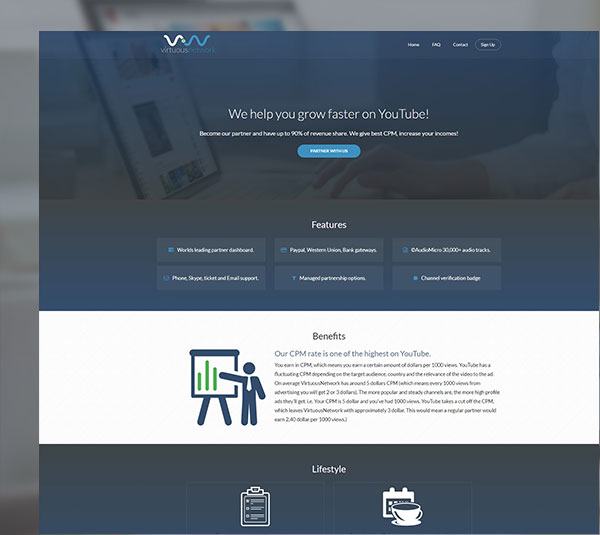 virtuousnetwork
Home FAQ Contact Sign Up
We help you grow faster on YouTube!
Become our partner and have up to 90% of revenue share. We give best CPM, increase your incomes!
PARTNER WITH US
Features
Worlds leading partner dashboard.
Paypal, Western Union, Bank gateways.
©AudioMicro 30,000+ audio tracks.
Phone, Skype, ticket and Email support.
Managed partnership options.
Channel verification badge
Benefits
Our CPM rate is one of the highest on YouTube.
You earn in CPM, which means you earn a certain amount of dollars per 1000 views. YouTube has a
fluctuating CPM depending on the target audience, country and the relevance of the video to the ad.
On average VirtuousNetwork has around 5 dollars CPM (which means every 1000 views from
advertising you will get 2 or 3 dollars). The more popular and steady channels are, the more high profile
ads they'll get. i.e. Your CPM is 5 dollar and you've had 1000 views. YouTube takes a cut off the CPM,
which leaves VirtuousNetwork with approximately 3 dollar. This would mean a regular partner would
earn 2,40 dollar per 1000 views.)
Lifestyle